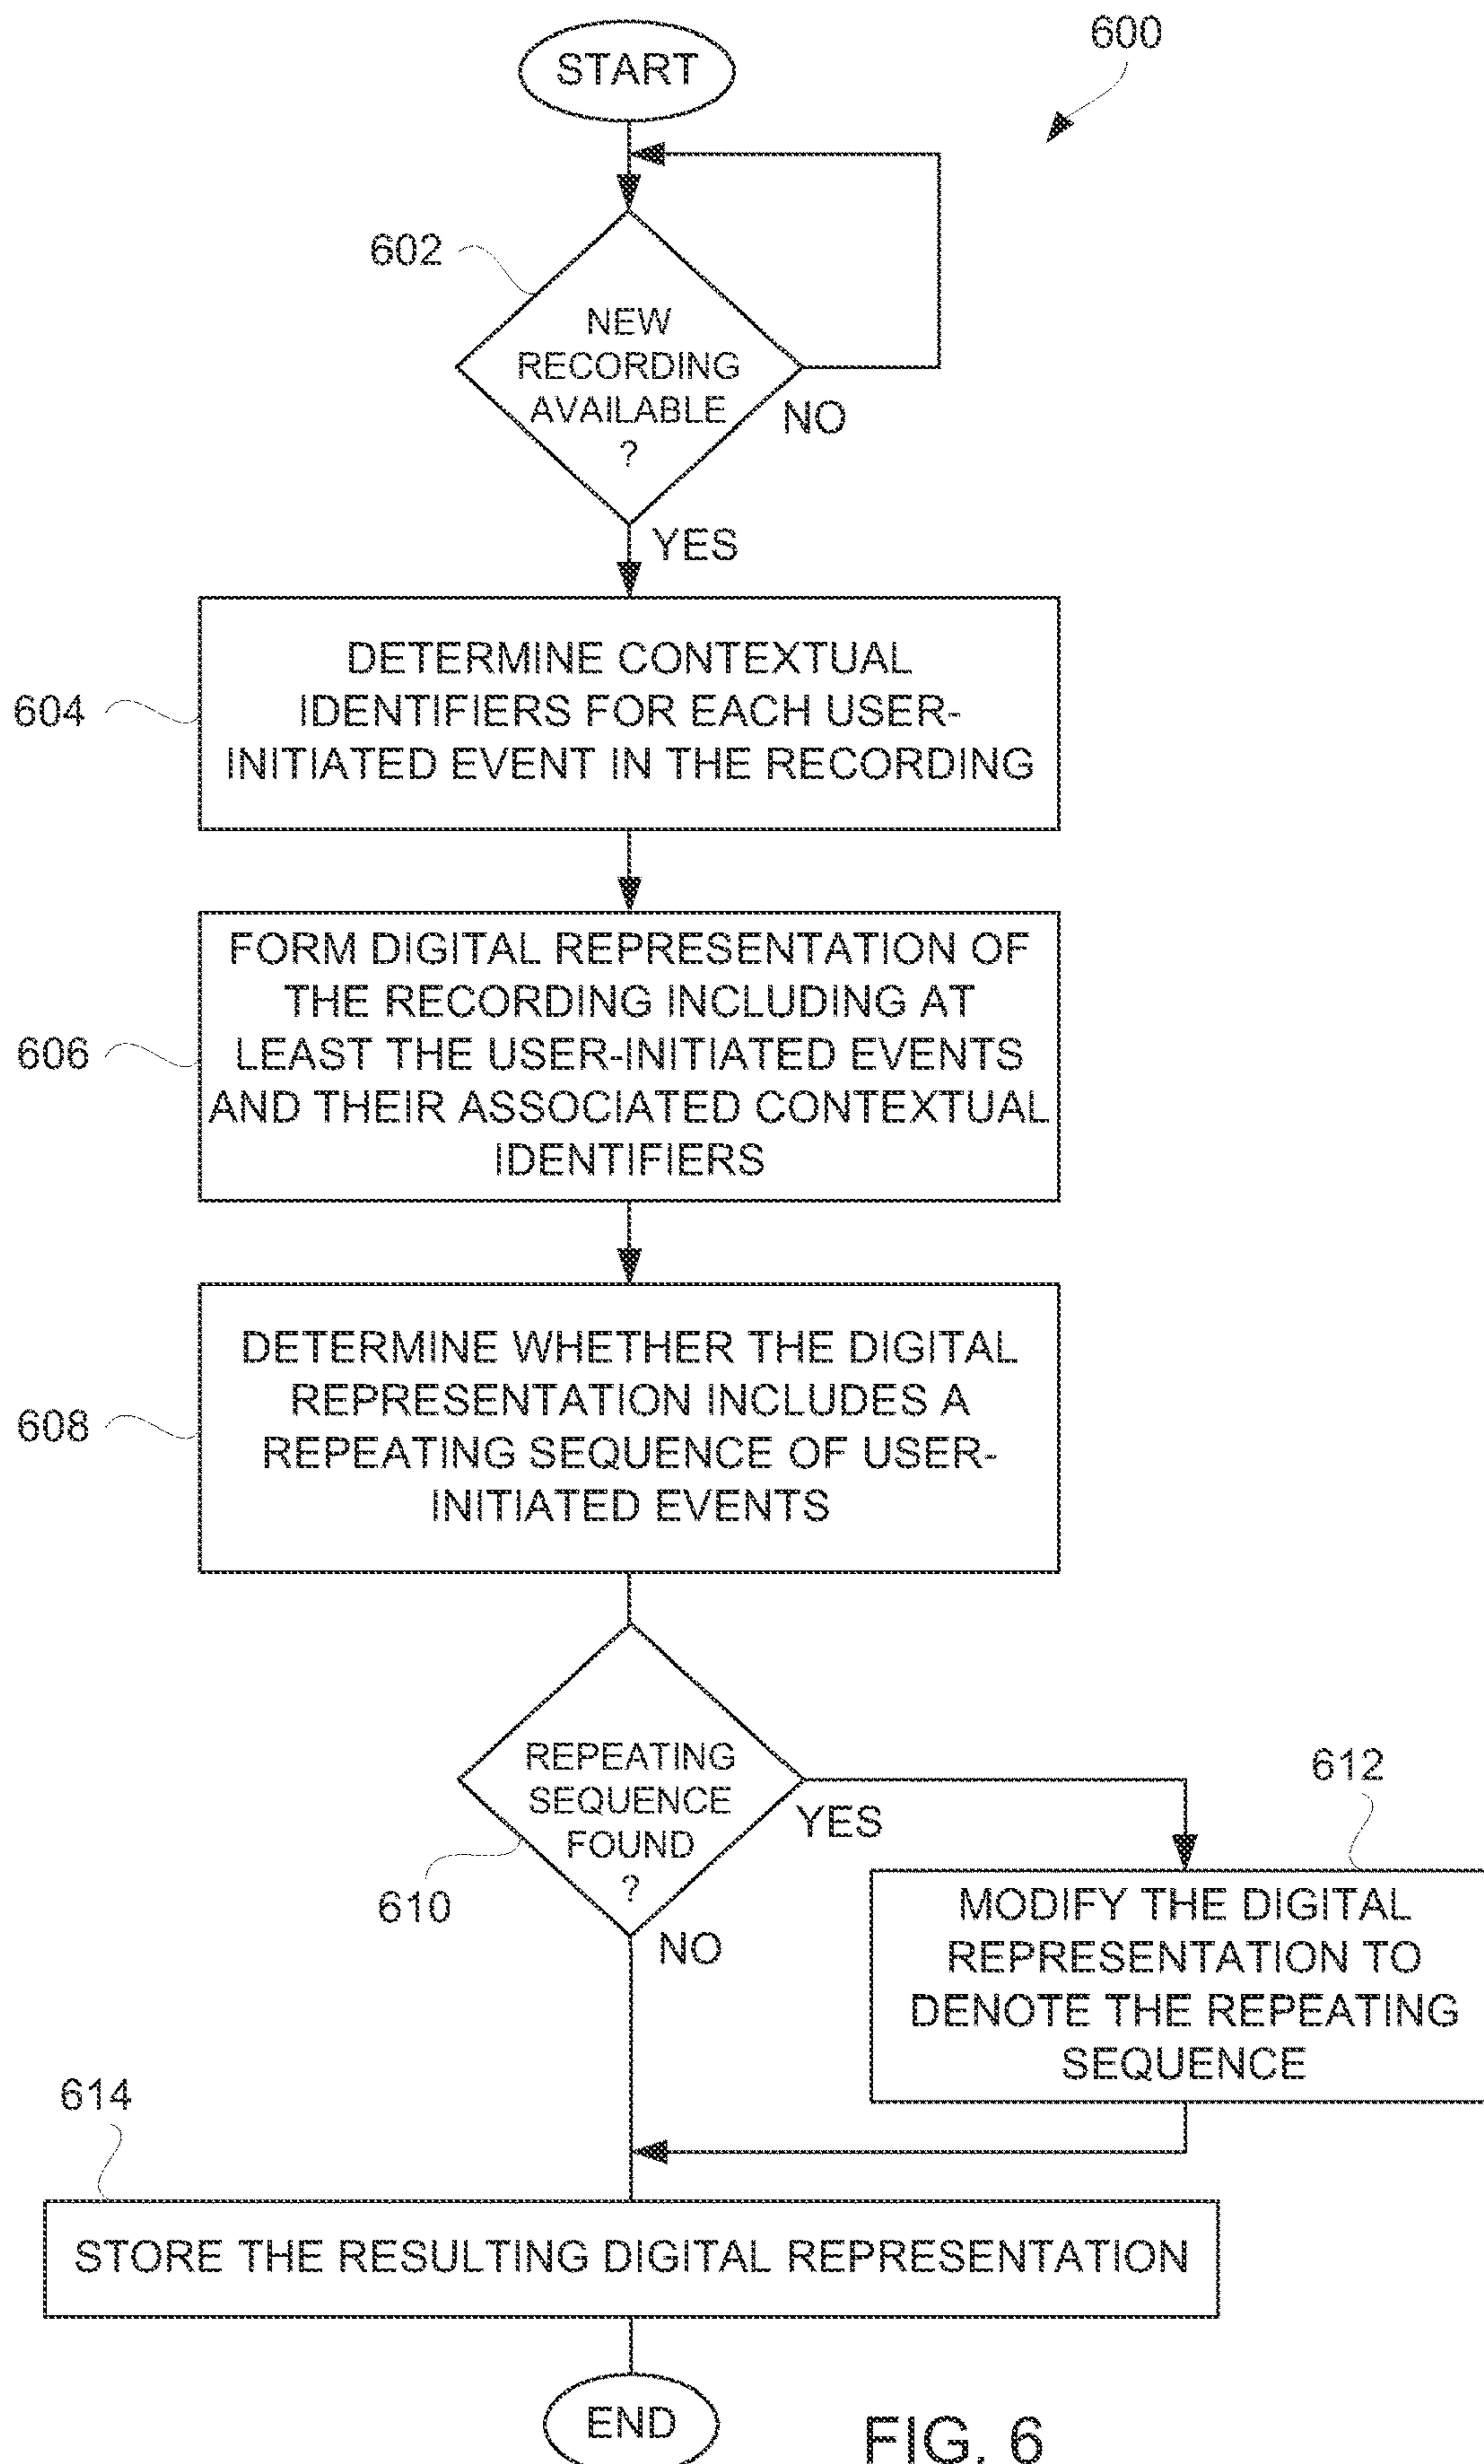 600
START
602
NEW
RECORDING
AVAILABLE
?
NO
YES
604
DETERMINE CONTEXTUAL
IDENTIFIERS FOR EACH USER-
INITIATED EVENT IN THE RECORDING
606
FORM DIGITAL REPRESENTATION OF
THE RECORDING INCLUDING AT
LEAST THE USER-INITIATED EVENTS
AND THEIR ASSOCIATED CONTEXTUAL
IDENTIFIERS
608
DETERMINE WHETHER THE DIGITAL
REPRESENTATION INCLUDES A
REPEATING SEQUENCE OF USER-
INITIATED EVENTS
610
REPEATING
SEQUENCE
FOUND
?
YES
NO
612
MODIFY THE DIGITAL
REPRESENTATION TO
DENOTE THE REPEATING
SEQUENCE
614
STORE THE RESULTING DIGITAL REPRESENTATION
END
FIG. 6